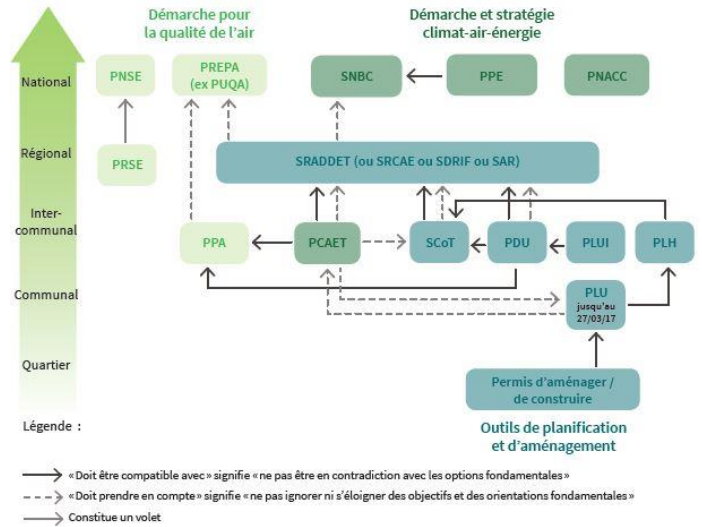 Démarche pour
la qualité de l'air
Démarche et stratégie
climat-air-énergie
National
PNSE
PREPA
(ex PUQA)
SNBC
PPE
PNACC
Régional
PRSE
SRADDET (ou SRCAE ou SDRIF ou SAR)
Inter-
communal
PPA
PCAET
SCoT
PDU
PLUI
PLH
Communal
PLU
jusqu'au
27/03/17
Quartier
Permis d'aménager /
de construire
Légende :
Outils de planification
et d'aménagement
« Doit être compatible avec » signifie « ne pas être en contradiction avec les options fondamentales »
« Doit prendre en compte » signifie « ne pas ignorer ni s'éloigner des objectifs et des orientations fondamentales »
Constitue un volet